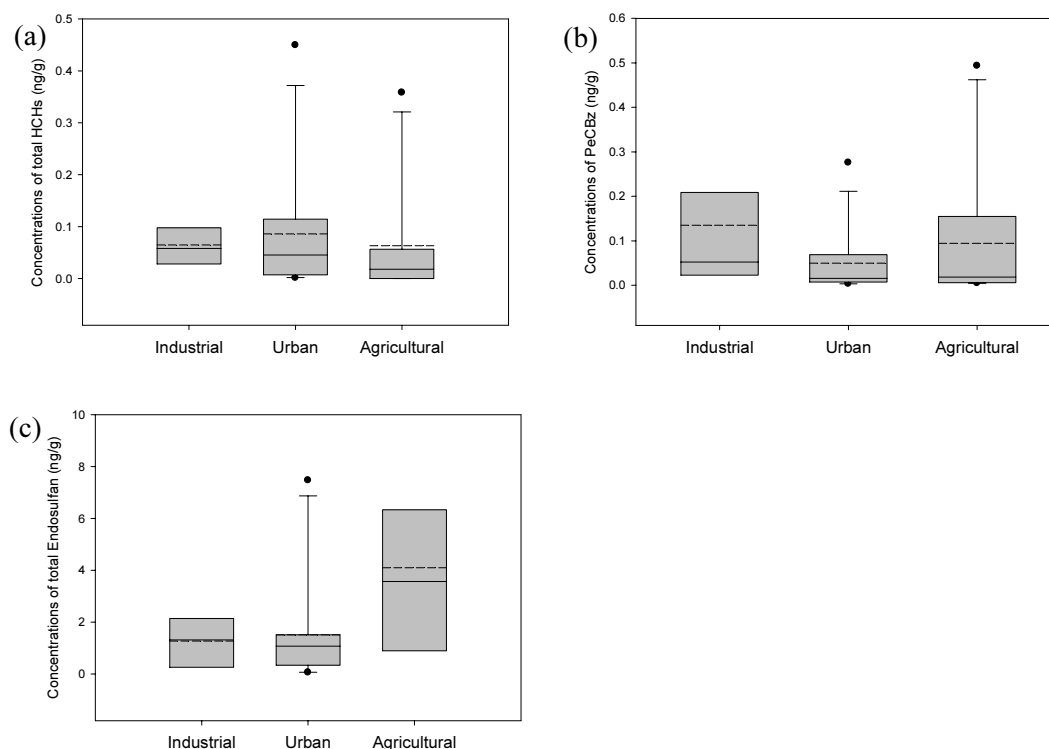 (a)
Concentrations of total HCHs (ng/g)
0.5
0.4
0.3
0.2
0.1
0.0
Industrial Urban Agricultural
(b)
Concentrations of PeCBz (ng/g)
0.6
0.5
0.4
0.3
0.2
0.1
0.0
Industrial Urban Agricultural
(c)
Concentrations of total Endosulfan (ng/g)
10
8
6
4
2
0
Industrial Urban Agricultural